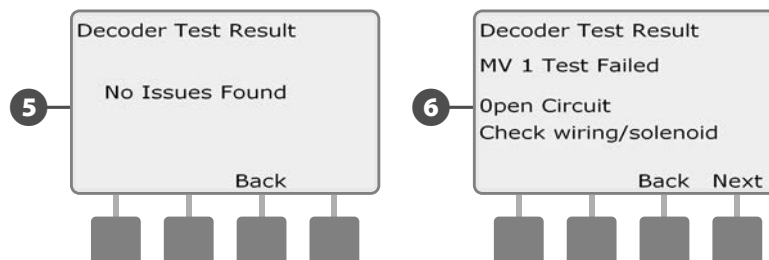 Decoder Test Result
No Issues Found
Back
5
Decoder Test Result
MV 1 Test Failed
0pen Circuit
Check wiring/solenoid
Back Next
6